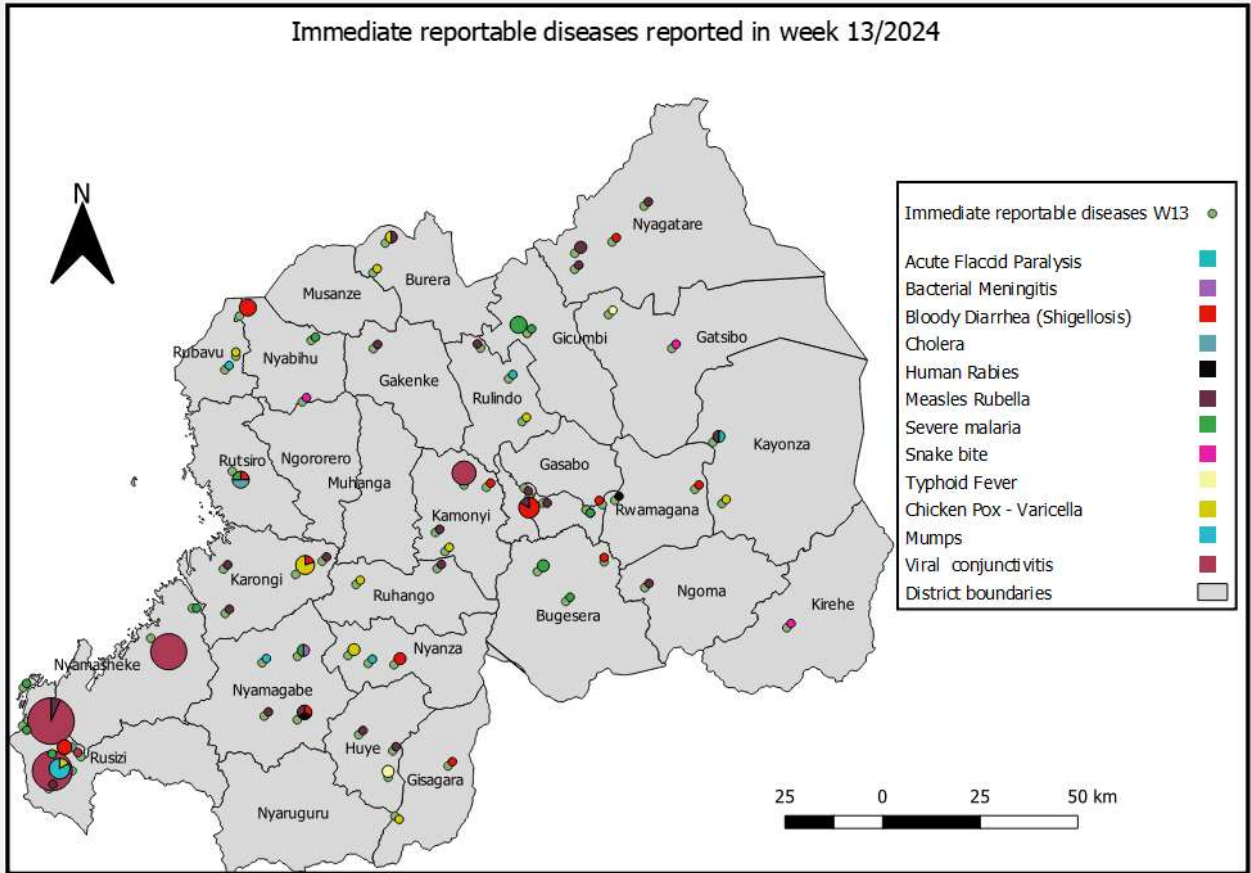 Immediate reportable diseases reported in week 13/2024
N
Nyagatare
Burera
Musanze
Gicumbi
Gatsibo
Rubavu
Nyabihu
Gakenke
Rulindo
Kayonza
Rutsiro
Ngororero
Gasabo
Muhanga
Rwamagana
Kamonyi
Karongi
Ruhango
Ngoma
Kirehe
Bugesera
Nyamasheke
Nyanza
Nyamagabe
Huye
Rusizi
Gisagara
Nyaruguru
Immediate reportable diseases W13
Acute Flaccid Paralysis
Bacterial Meningitis
Bloody Diarrhea (Shigellosis)
Cholera
Human Rabies
Measles Rubella
Severe malaria
Snake bite
Typhoid Fever
Chicken Pox - Varicella
Mumps
Viral conjunctivitis
District boundaries
25 0 25 50 km